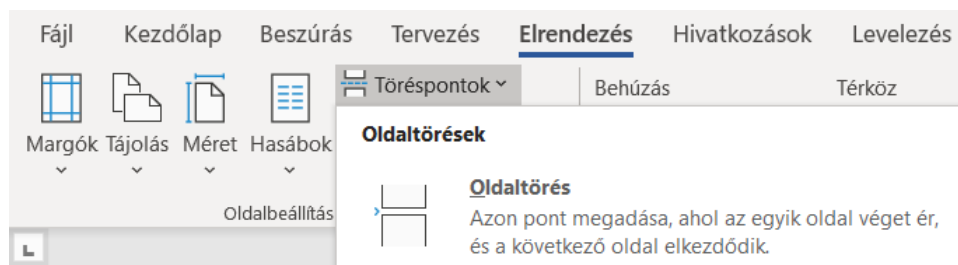 Fájl Kezdőlap Beszúrás Tervezés Elrendezés Hivatkozások Levelezés
Töréspontok Behúzás Térköz
Margók Tájolás Méret Hasábok
Oldalbeállítás
Oldaltörések
Oldaltörés
Azon pont megadása, ahol az egyik oldal véget ér,
és a következő oldal elkezdődik.